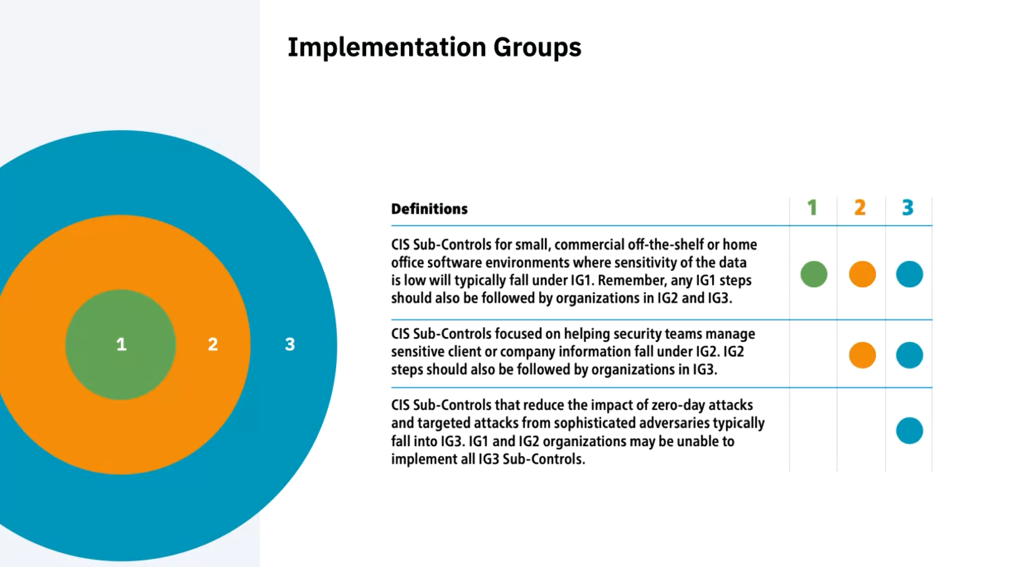 Implementation Groups
Definitions 1 2 3
CIS Sub-Controls for small, commercial off-the-shelf or home
office software environments where sensitivity of the data
is low will typically fall under IG1. Remember, any IG1 steps
should also be followed by organizations in IG2 and IG3.
CIS Sub-Controls focused on helping security teams manage
sensitive client or company information fall under IG2. IG2
steps should also be followed by organizations in IG3.
CIS Sub-Controls that reduce the impact of zero-day attacks
and targeted attacks from sophisticated adversaries typically
fall into IG3. IG1 and IG2 organizations may be unable to
implement all IG3 Sub-Controls.
1 2 3